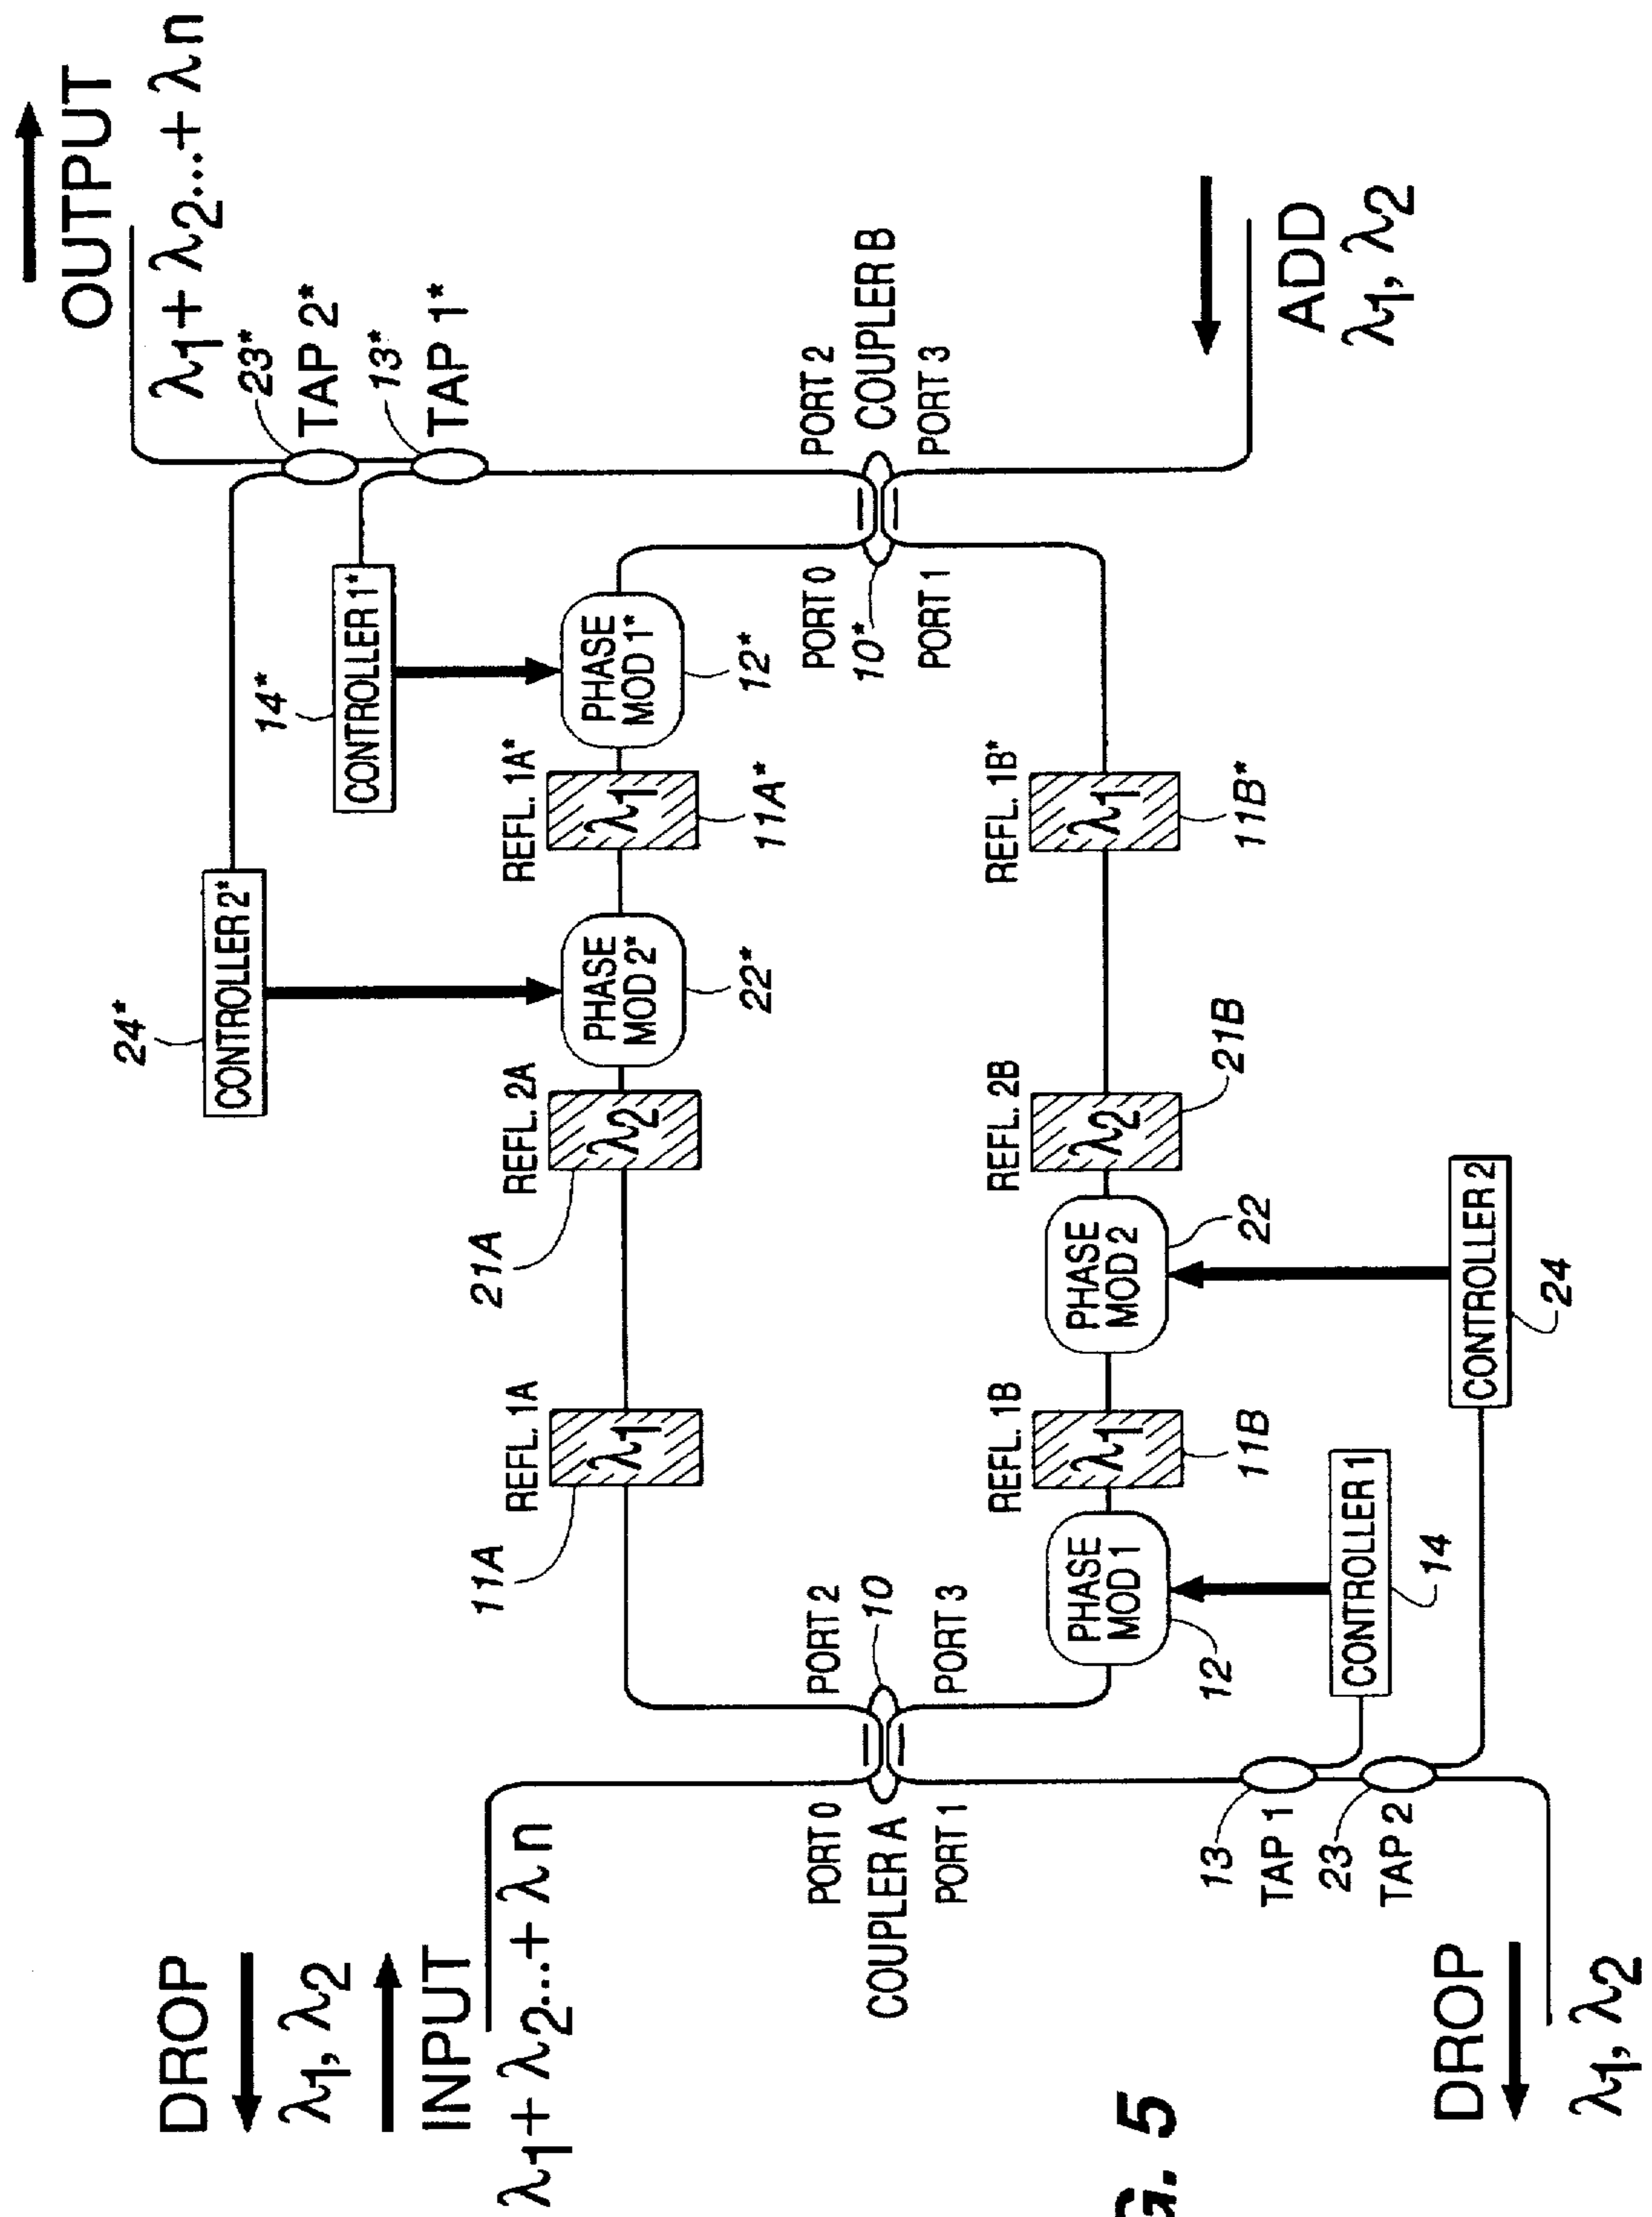 DROP
λ1, λ2
INPUT
λ1 + λ2...+ λn
OUTPUT
λ1 + λ2...+ λn
24*
CONTROLLER 2*
14*
CONTROLLER 1*
23*
TAP 2*
13*
TAP 1*
11A
REFL. 1A
λ1
21A
REFL. 2A
λ2
PHASE
MOD 2*
22*
REFL. 1A*
λ1
11A*
PHASE
MOD 1*
12*
PORT 0
PORT 2
COUPLER A
10
PORT 1
PORT 3
PORT 0
PORT 2
10*
COUPLER B
PORT 1
PORT 3
PHASE
MOD 1
12
REFL. 1B
λ1
11B
PHASE
MOD 2
22
REFL. 2B
λ2
21B
REFL. 1B*
λ1
11B*
ADD
λ1, λ2
13
TAP 1
23
TAP 2
CONTROLLER 1
14
CONTROLLER 2
24
DROP
λ1, λ2
G. 5